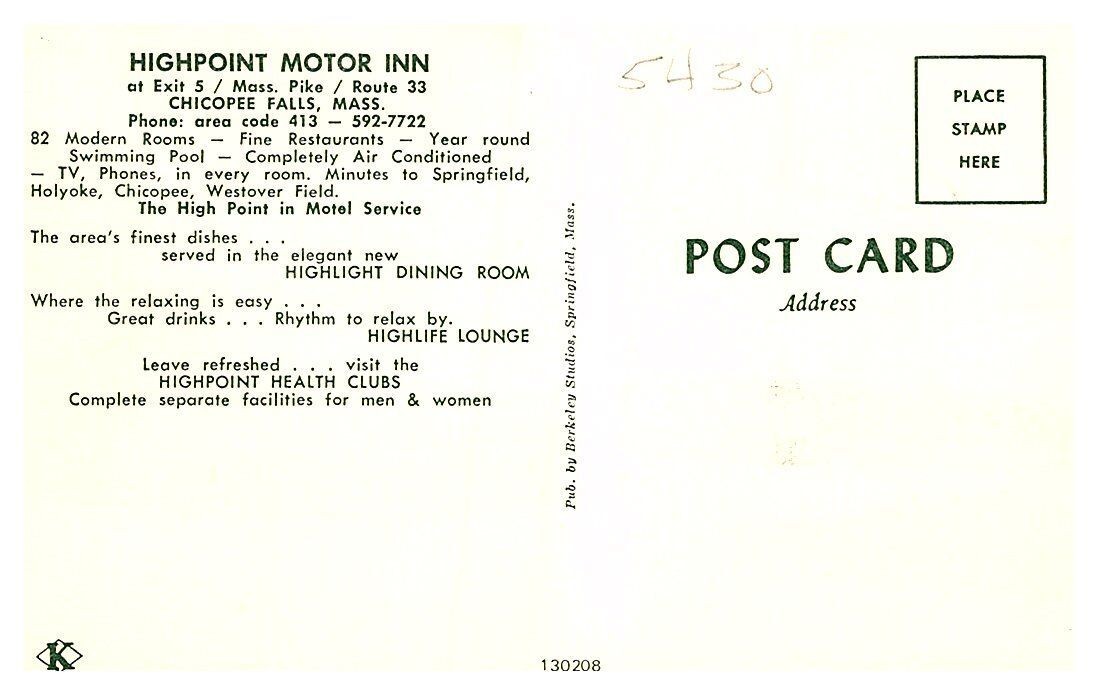 HIGHPOINT MOTOR INN
at Exit 5 / Mass. Pike / Route 33
CHICOPEE FALLS, MASS.
Phone: area code 413 — 592-7722
82 Modern Rooms — Fine Restaurants — Year round
Swimming Pool — Completely Air Conditioned
— TV, Phones, in every room. Minutes to Springfield,
Holyoke, Chicopee, Westover Field.
The High Point in Motel Service
The area's finest dishes . . .
served in the elegant new
HIGHLIGHT DINING ROOM
Where the relaxing is easy . . .
Great drinks . . . Rhythm to relax by.
HIGHLIFE LOUNGE
Leave refreshed . . . visit the
HIGHPOINT HEALTH CLUBS
Complete separate facilities for men & women
K
130208
Pub. by Berkeley Studios, Springfield, Mass.
5430
PLACE
STAMP
HERE
POST CARD
Address